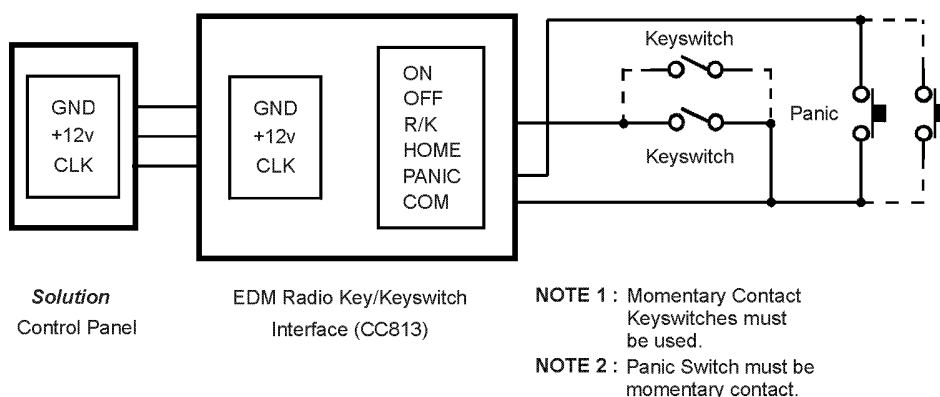 GND
+12v
CLK
GND
+12v
CLK
ON
OFF
R/K
HOME
PANIC
COM
Keyswitch
Keyswitch
Panic
Solution
Control Panel
EDM Radio Key/Keyswitch
Interface (CC813)
NOTE 1 : Momentary Contact
Keyswitches must
be used.
NOTE 2 : Panic Switch must be
momentary contact.